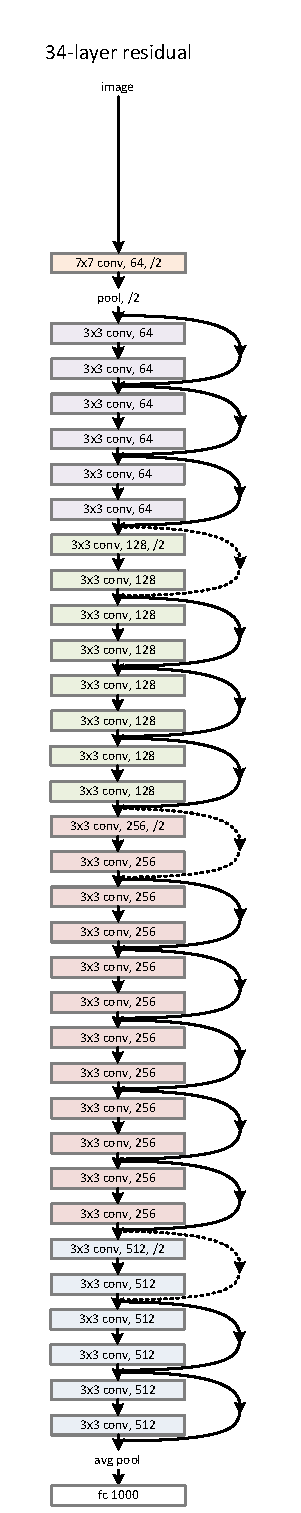 34-layer residual
image
7x7 conv, 64, /2
pool, /2
3x3 conv, 64
3x3 conv, 64
3x3 conv, 64
3x3 conv, 64
3x3 conv, 64
3x3 conv, 64
3x3 conv, 128, /2
3x3 conv, 128
3x3 conv, 128
3x3 conv, 128
3x3 conv, 128
3x3 conv, 128
3x3 conv, 128
3x3 conv, 128
3x3 conv, 256, /2
3x3 conv, 256
3x3 conv, 256
3x3 conv, 256
3x3 conv, 256
3x3 conv, 256
3x3 conv, 256
3x3 conv, 256
3x3 conv, 256
3x3 conv, 256
3x3 conv, 256
3x3 conv, 256
3x3 conv, 512, /2
3x3 conv, 512
3x3 conv, 512
3x3 conv, 512
3x3 conv, 512
3x3 conv, 512
avg pool
fc 1000